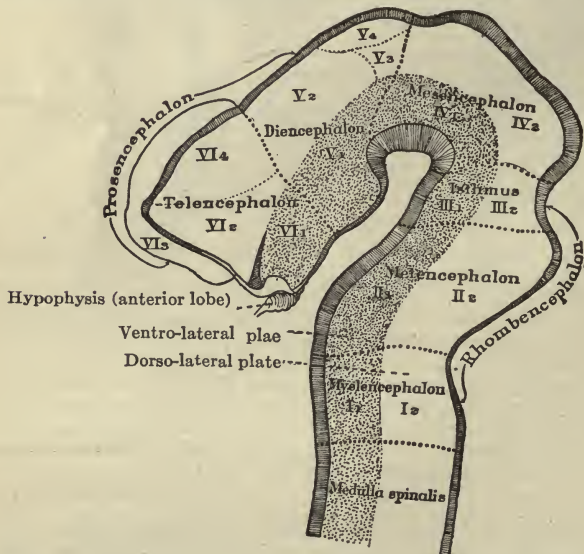 V4
V3
V2
Mesencephalon
IV1
IV2
Diencephalon
V1
Prosencephalon
VI4
Telencephalon
VI2
VI1
VI3
Isthmus
III1
III2
Hypophysis (anterior lobe)
Metencephalon
II1
II2
Rhombencephalon
Ventro-lateral plae
Dorso-lateral plate
Myelencephalon
I1
I2
Medulla spinalis